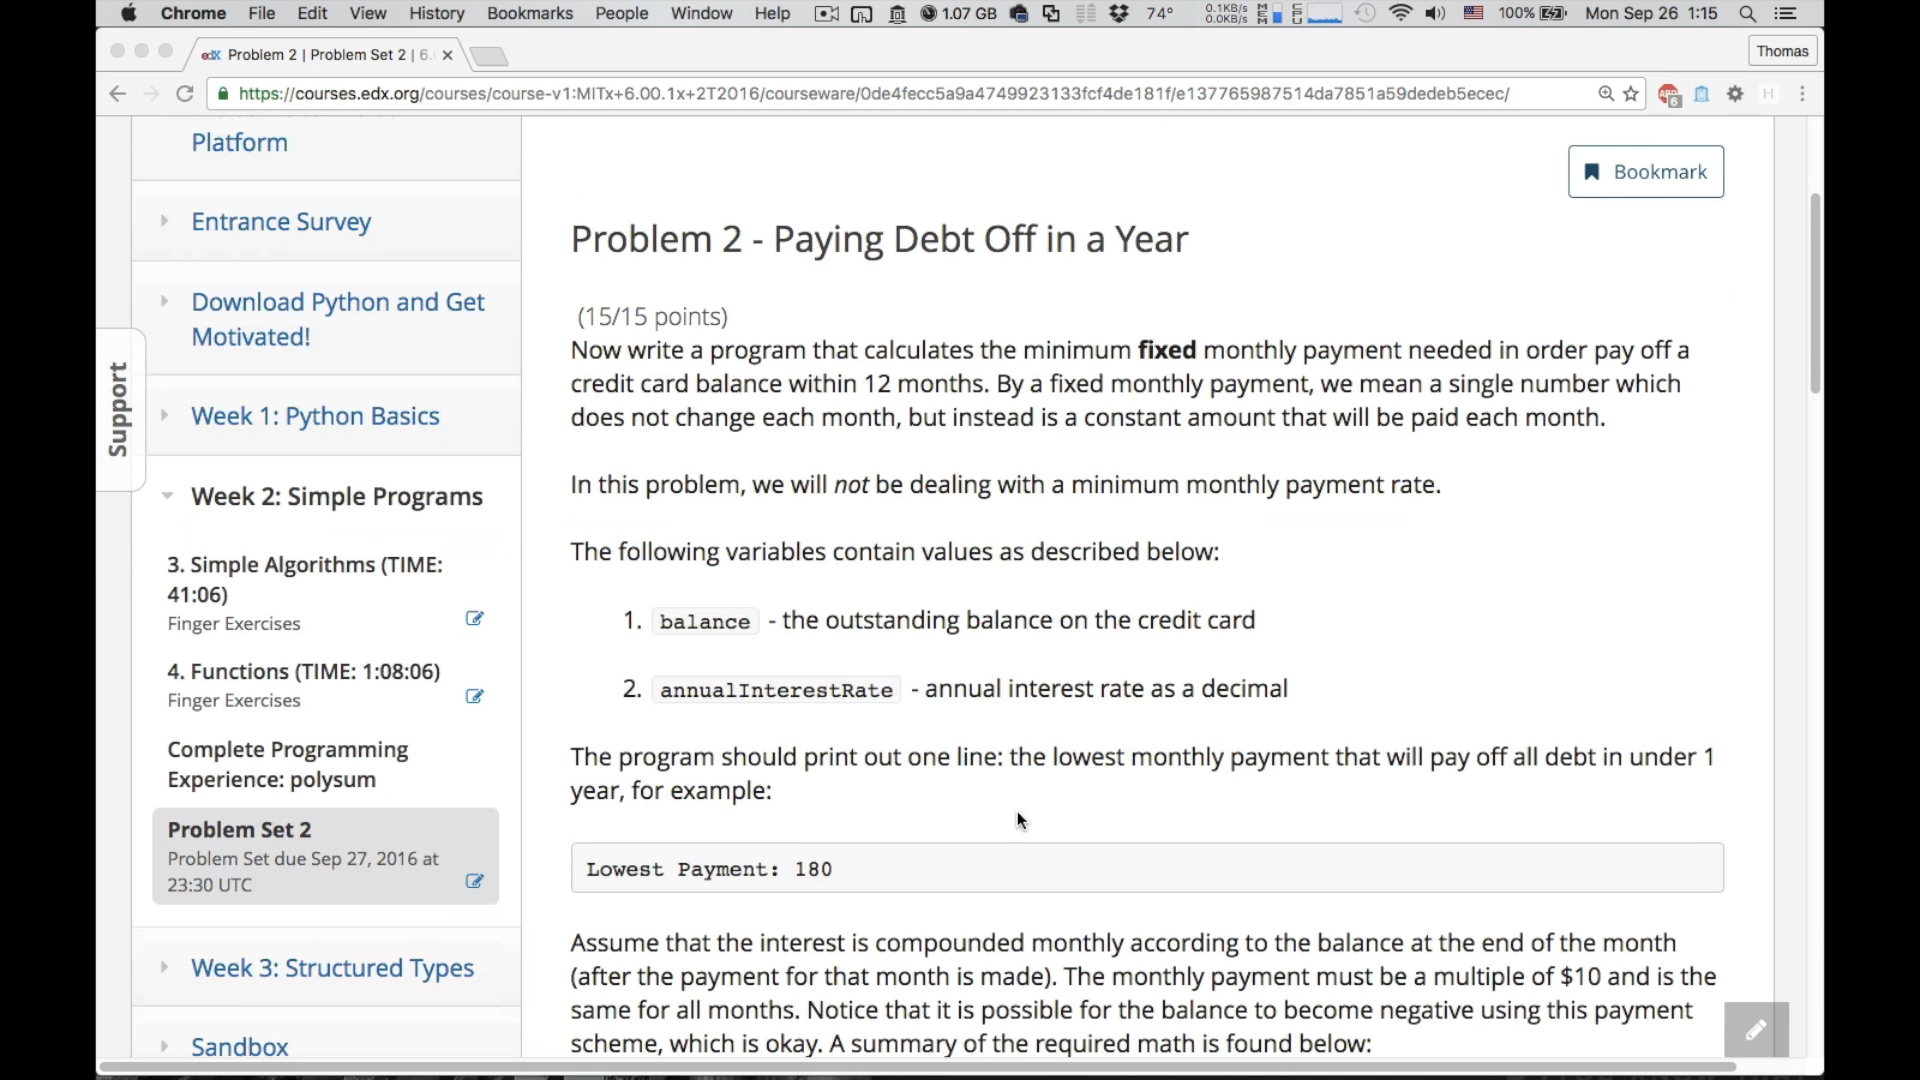 Chrome File Edit View History Bookmarks People Window Help 1.07 GB 74° 0.1KB/s 0.0KB/s MEM CPU 100% Mon Sep 26 1:15
edX Problem 2 | Problem Set 2 | 6. Thomas
https://courses.edx.org/courses/course-v1:MITx+6.00.1x+2T2016/courseware/0de4fecc5a9a4749923133fcf4de181f/e137765987514da7851a59dedeb5ecec/ ABP 6 H
Platform
Entrance Survey
Download Python and Get
Motivated!
Support
Week 1: Python Basics
Week 2: Simple Programs
3. Simple Algorithms (TIME:
41:06)
Finger Exercises
4. Functions (TIME: 1:08:06)
Finger Exercises
Complete Programming
Experience: polysum
Problem Set 2
Problem Set due Sep 27, 2016 at
23:30 UTC
Week 3: Structured Types
Sandbox
Bookmark
Problem 2 - Paying Debt Off in a Year
(15/15 points)
Now write a program that calculates the minimum fixed monthly payment needed in order pay off a
credit card balance within 12 months. By a fixed monthly payment, we mean a single number which
does not change each month, but instead is a constant amount that will be paid each month.
In this problem, we will not be dealing with a minimum monthly payment rate.
The following variables contain values as described below:
1. balance - the outstanding balance on the credit card
2. annualInterestRate - annual interest rate as a decimal
The program should print out one line: the lowest monthly payment that will pay off all debt in under 1
year, for example:
Lowest Payment: 180
Assume that the interest is compounded monthly according to the balance at the end of the month
(after the payment for that month is made). The monthly payment must be a multiple of $10 and is the
same for all months. Notice that it is possible for the balance to become negative using this payment
scheme, which is okay. A summary of the required math is found below: